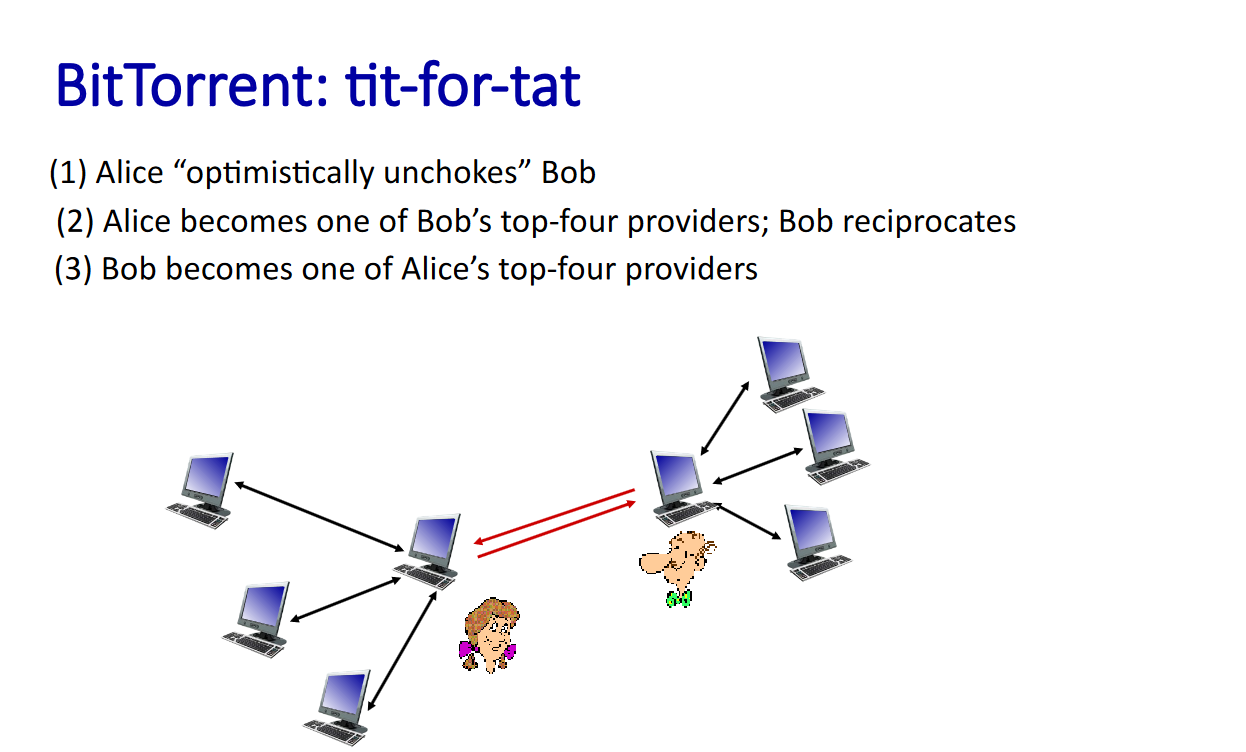 BitTorrent: tit-for-tat
(1) Alice “optimistically unchokes” Bob
(2) Alice becomes one of Bob’s top-four providers; Bob reciprocates
(3) Bob becomes one of Alice’s top-four providers